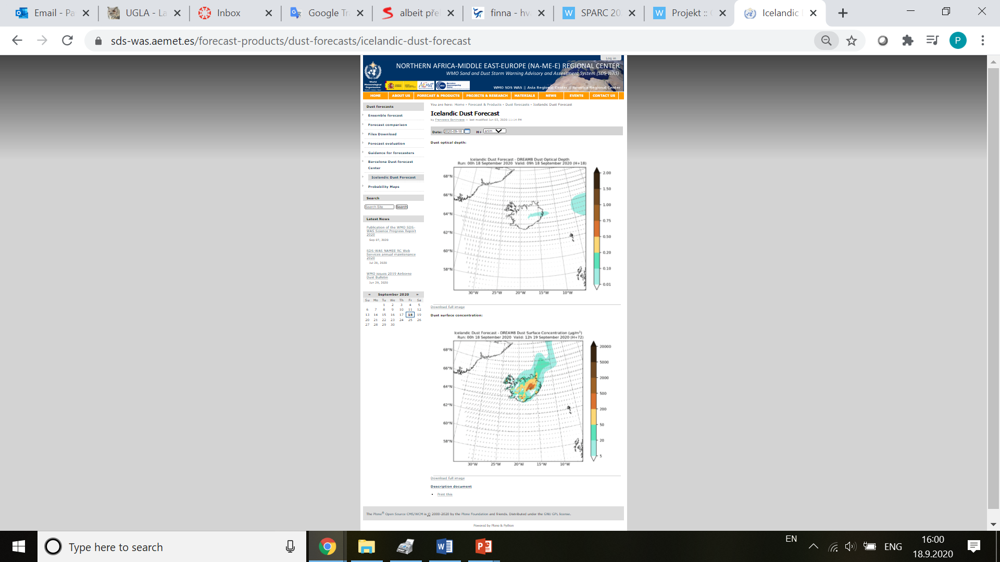 Email - Pa
UGLA - La
Inbox
Google Tra
albeit pře
finna - hv
SPARC 20
Projekt ::
Icelandic
sds-was.aemet.es/forecast-products/dust-forecasts/icelandic-dust-forecast
P
Log in
NORTHERN AFRICA-MIDDLE EAST-EUROPE (NA-ME-E) REGIONAL CENTER
WMO Sand and Dust Storm Warning Advisory and Assessment System (SDS-WAS)
World
Meteorological
Organization
AEMet
WMO SDS WAS || Asia Regional Center || America Regional Center
HOME ABOUT US FORECAST & PRODUCTS PROJECTS & RESEARCH MATERIALS NEWS EVENTS CONTACT US
Dust forecasts
Ensemble forecast
Forecast comparison
Files Download
Forecast evaluation
Guidance for forecasters
Barcelona Dust forecast
Center
Icelandic Dust Forecast
Probability Maps
Search
Search Site Search
Latest News
Publication of the WMO SDS-
WAS Science Progress Report
2020
Sep 07, 2020
SDS-WAS NAMEE RC Web
Services annual maintenance
2020
Jul 28, 2020
WMO issues 2019 Airborne
Dust Bulletin
Jun 29, 2020
« September 2020 »
Su Mo Tu We Th Fr Sa
1 2 3 4 5
6 7 8 9 10 11 12
13 14 15 16 17 18 19
20 21 22 23 24 25 26
27 28 29 30
You are here: Home › Forecast & Products › Dust forecasts › Icelandic Dust Forecast
Icelandic Dust Forecast
by Francesco Benincasa — last modified Jun 03, 2020 11:14 PM
Date: 2020-09-18 H+ anim
Dust optical depth:
Icelandic Dust Forecast - DREAM8 Dust Optical Depth
Run: 00h 18 September 2020 Valid: 09h 18 September 2020 (H+18)
68°N
66°N
64°N
62°N
60°N
58°N
30°W 25°W 20°W 15°W 10°W
2.00
1.50
1.00
0.75
0.50
0.20
0.10
0.01
Download full image
Dust surface concentration:
Icelandic Dust Forecast - DREAM8 Dust Surface Concentration (µg/m³)
Run: 00h 18 September 2020 Valid: 12h 19 September 2020 (H+72)
68°N
66°N
64°N
62°N
60°N
58°N
30°W 25°W 20°W 15°W 10°W
20000
5000
2000
500
200
50
20
5
Download full image
Description document
Print this
The Plone® Open Source CMS/WCM is © 2000-2020 by the Plone Foundation and friends. Distributed under the GNU GPL license.
Powered by Plone & Python
Type here to search
EN
ENG
16:00
18.9.2020